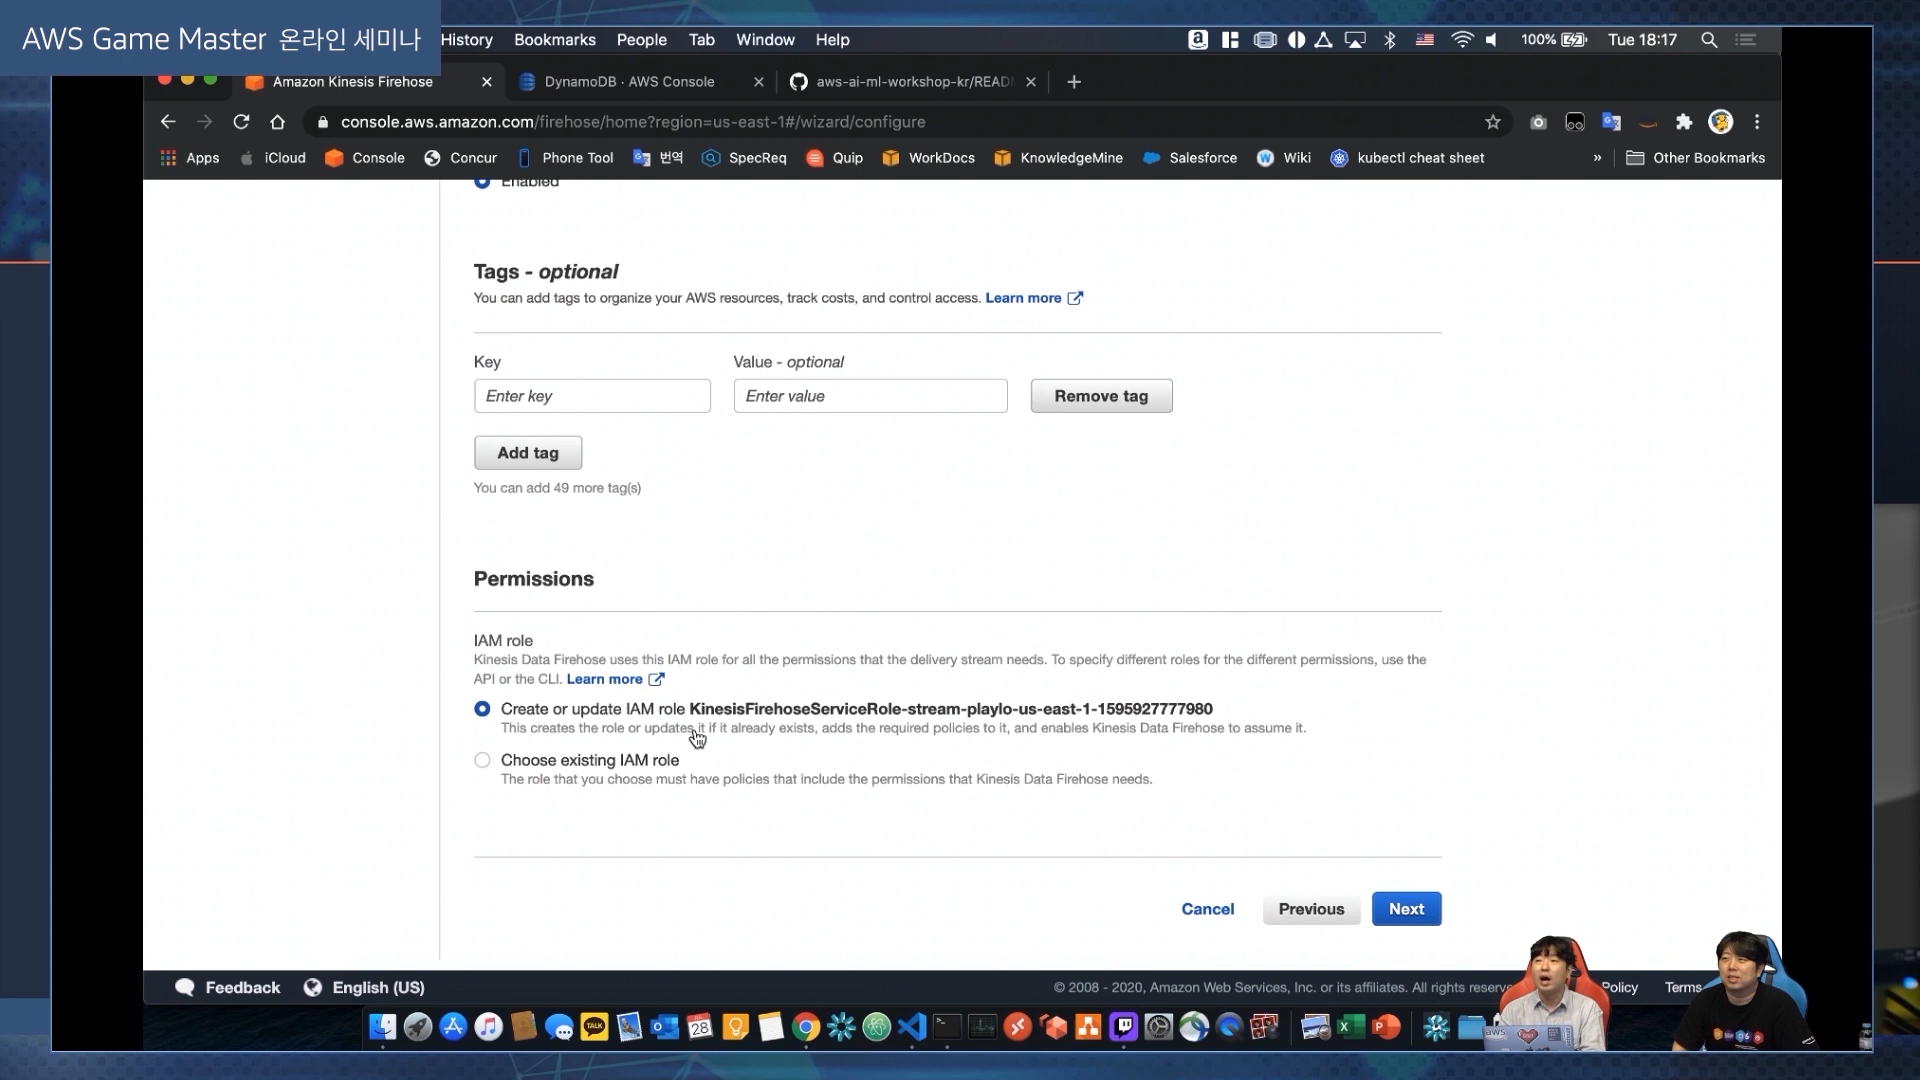 AWS Game Master 온라인 세미나
History Bookmarks People Tab Window Help 100% Tue 18:17
Amazon Kinesis Firehose DynamoDB · AWS Console aws-ai-ml-workshop-kr/READ
console.aws.amazon.com/firehose/home?region=us-east-1#/wizard/configure
Apps iCloud Console Concur Phone Tool 번역 SpecReq Quip WorkDocs KnowledgeMine Salesforce Wiki kubectl cheat sheet » Other Bookmarks
Enabled
Tags - optional
You can add tags to organize your AWS resources, track costs, and control access. Learn more
Key Value - optional
Enter key Enter value Remove tag
Add tag
You can add 49 more tag(s)
Permissions
IAM role
Kinesis Data Firehose uses this IAM role for all the permissions that the delivery stream needs. To specify different roles for the different permissions, use the
API or the CLI. Learn more
Create or update IAM role KinesisFirehoseServiceRole-stream-playlo-us-east-1-1595927777980
This creates the role or updates it if it already exists, adds the required policies to it, and enables Kinesis Data Firehose to assume it.
Choose existing IAM role
The role that you choose must have policies that include the permissions that Kinesis Data Firehose needs.
Cancel Previous Next
Feedback English (US) © 2008 - 2020, Amazon Web Services, Inc. or its affiliates. All rights reserve Policy Terms
TALK 28
aws